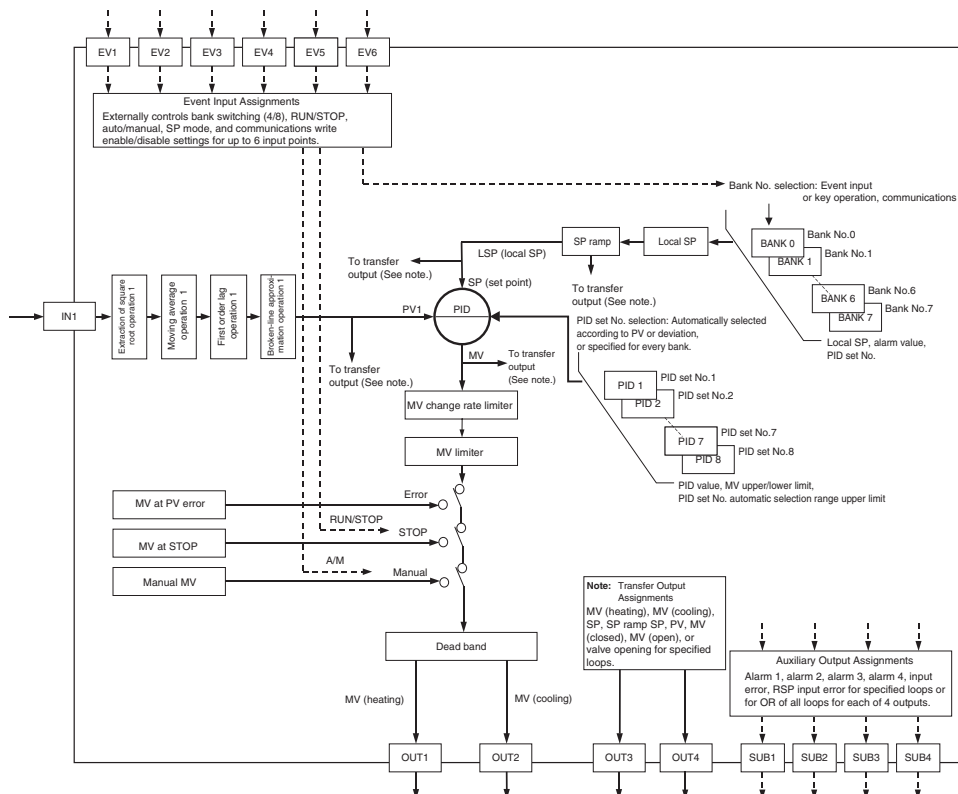 EV1
EV2
EV3
EV4
EV5
EV6
Event Input Assignments
Externally controls bank switching (4/8), RUN/STOP,
auto/manual, SP mode, and communications write
enable/disable settings for up to 6 input points.
Bank No. selection: Event input
or key operation, communications
BANK 0
Bank No.0
BANK 1
Bank No.1
BANK 6
Bank No.6
BANK 7
Bank No.7
Local SP, alarm value,
PID set No.
SP ramp
Local SP
LSP (local SP)
To transfer
output (See note.)
SP (set point)
To transfer
output (See note.)
IN1
Extraction of square
root operation 1
Moving average
operation 1
First order lag
operation 1
Broken-line approxi-
mation operation 1
PV1
PID
To transfer
output (See note.)
MV
To transfer
output
(See note.)
PID set No. selection: Automatically selected
according to PV or deviation,
or specified for every bank.
PID 1
PID set No.1
PID 2
PID set No.2
PID 7
PID set No.7
PID 8
PID set No.8
PID value, MV upper/lower limit,
PID set No. automatic selection range upper limit
MV change rate limiter
MV limiter
MV at PV error
Error
RUN/STOP
MV at STOP
STOP
A/M
Manual MV
Manual
Dead band
MV (heating)
MV (cooling)
Note: Transfer Output
Assignments
MV (heating), MV (cooling),
SP, SP ramp SP, PV, MV
(closed), MV (open), or
valve opening for specified
loops.
Auxiliary Output Assignments
Alarm 1, alarm 2, alarm 3, alarm 4, input
error, RSP input error for specified loops or
for OR of all loops for each of 4 outputs.
OUT1
OUT2
OUT3
OUT4
SUB1
SUB2
SUB3
SUB4